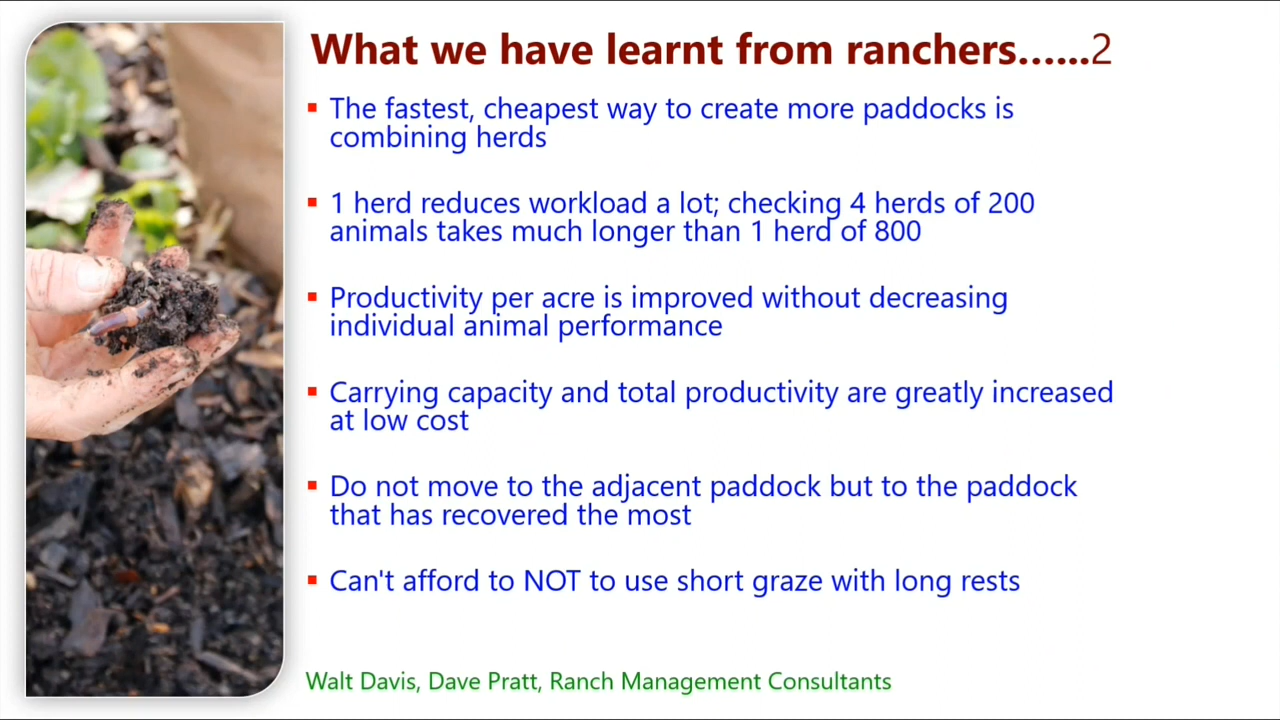 What we have learnt from ranchers…...2
▪ The fastest, cheapest way to create more paddocks is
combining herds
▪ 1 herd reduces workload a lot; checking 4 herds of 200
animals takes much longer than 1 herd of 800
▪ Productivity per acre is improved without decreasing
individual animal performance
▪ Carrying capacity and total productivity are greatly increased
at low cost
▪ Do not move to the adjacent paddock but to the paddock
that has recovered the most
▪ Can't afford to NOT to use short graze with long rests
Walt Davis, Dave Pratt, Ranch Management Consultants